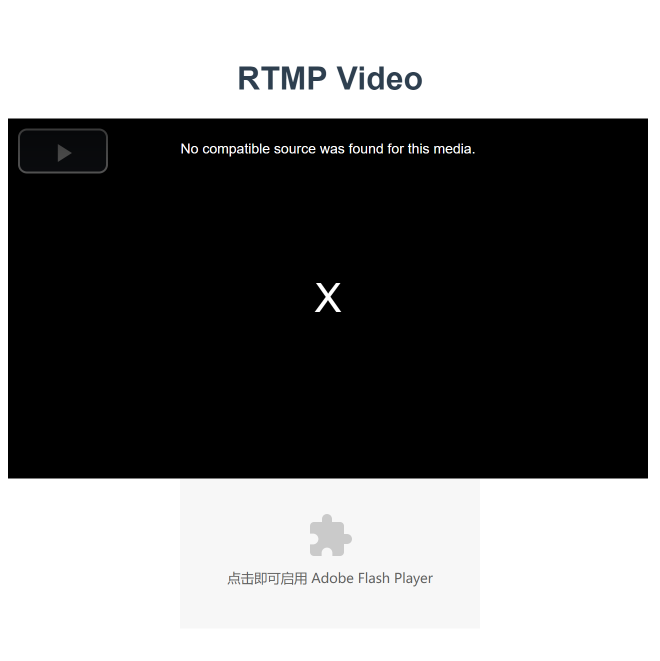 RTMP Video
No compatible source was found for this media.
X
点击即可启用 Adobe Flash Player